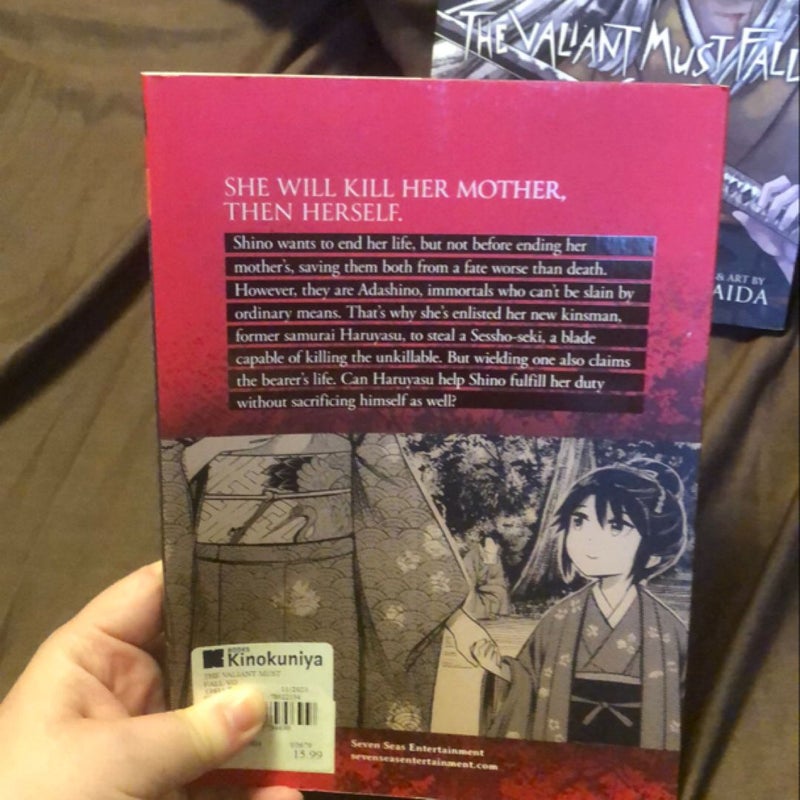 THE VALIANT MUST FALL
& ART BY
AIDA
SHE WILL KILL HER MOTHER,
THEN HERSELF.
Shino wants to end her life, but not before ending her
mother's, saving them both from a fate worse than death.
However, they are Adashino, immortals who can't be slain by
ordinary means. That's why she's enlisted her new kinsman,
former samurai Haruyasu, to steal a Sessho-seki, a blade
capable of killing the unkillable. But wielding one also claims
the bearer's life. Can Haruyasu help Shino fulfill her duty
without sacrificing himself as well?
BOOKS
Kinokuniya
THE VALIANT MUST
FALL
15.99
Seven Seas Entertainment
sevenseasentertainment.com